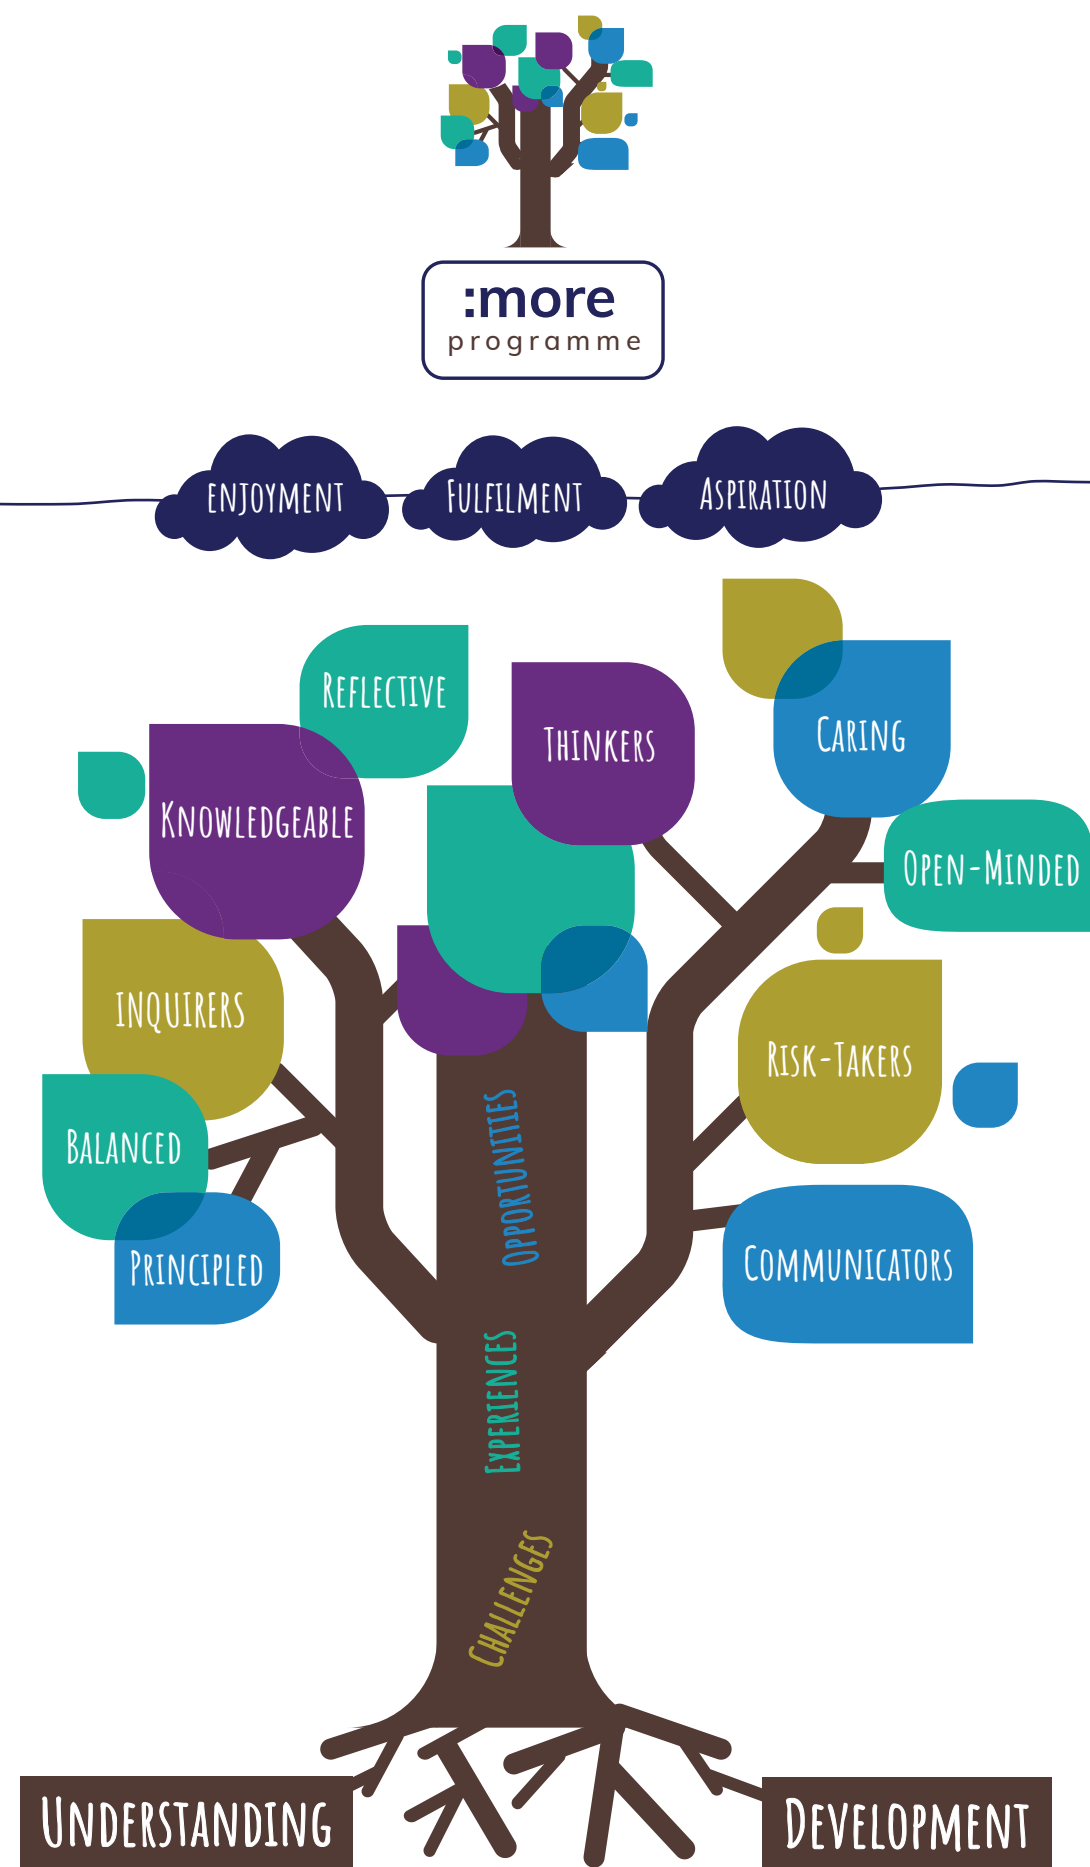 :more
programme
ENJOYMENT
FULFILMENT
ASPIRATION
REFLECTIVE
THINKERS
CARING
KNOWLEDGEABLE
OPEN-MINDED
INQUIRERS
RISK-TAKERS
BALANCED
PRINCIPLED
COMMUNICATORS
OPPORTUNITIES
EXPERIENCES
CHALLENGES
UNDERSTANDING
DEVELOPMENT